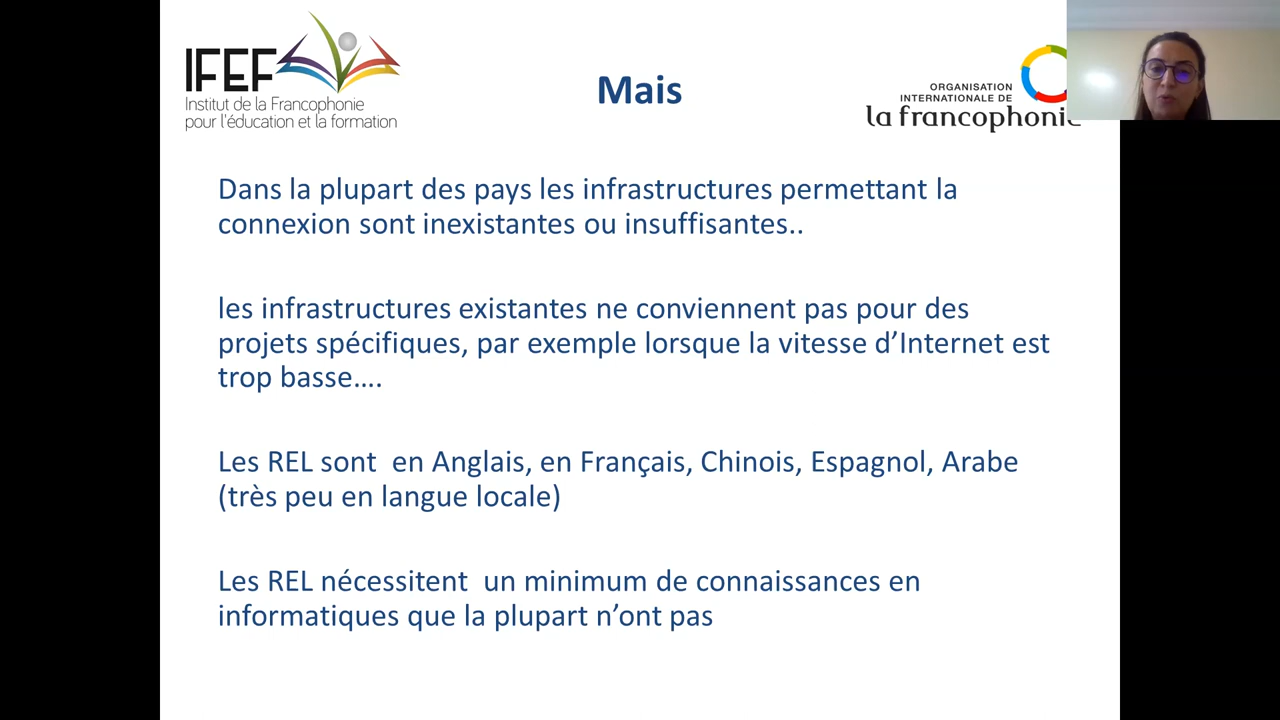 IFEF
Institut de la Francophonie
pour l'éducation et la formation
Mais
ORGANISATION
INTERNATIONALE DE
la francophonie
Dans la plupart des pays les infrastructures permettant la
connexion sont inexistantes ou insuffisantes..
les infrastructures existantes ne conviennent pas pour des
projets spécifiques, par exemple lorsque la vitesse d’Internet est
trop basse….
Les REL sont  en Anglais, en Français, Chinois, Espagnol, Arabe
(très peu en langue locale)
Les REL nécessitent  un minimum de connaissances en
informatiques que la plupart n’ont pas